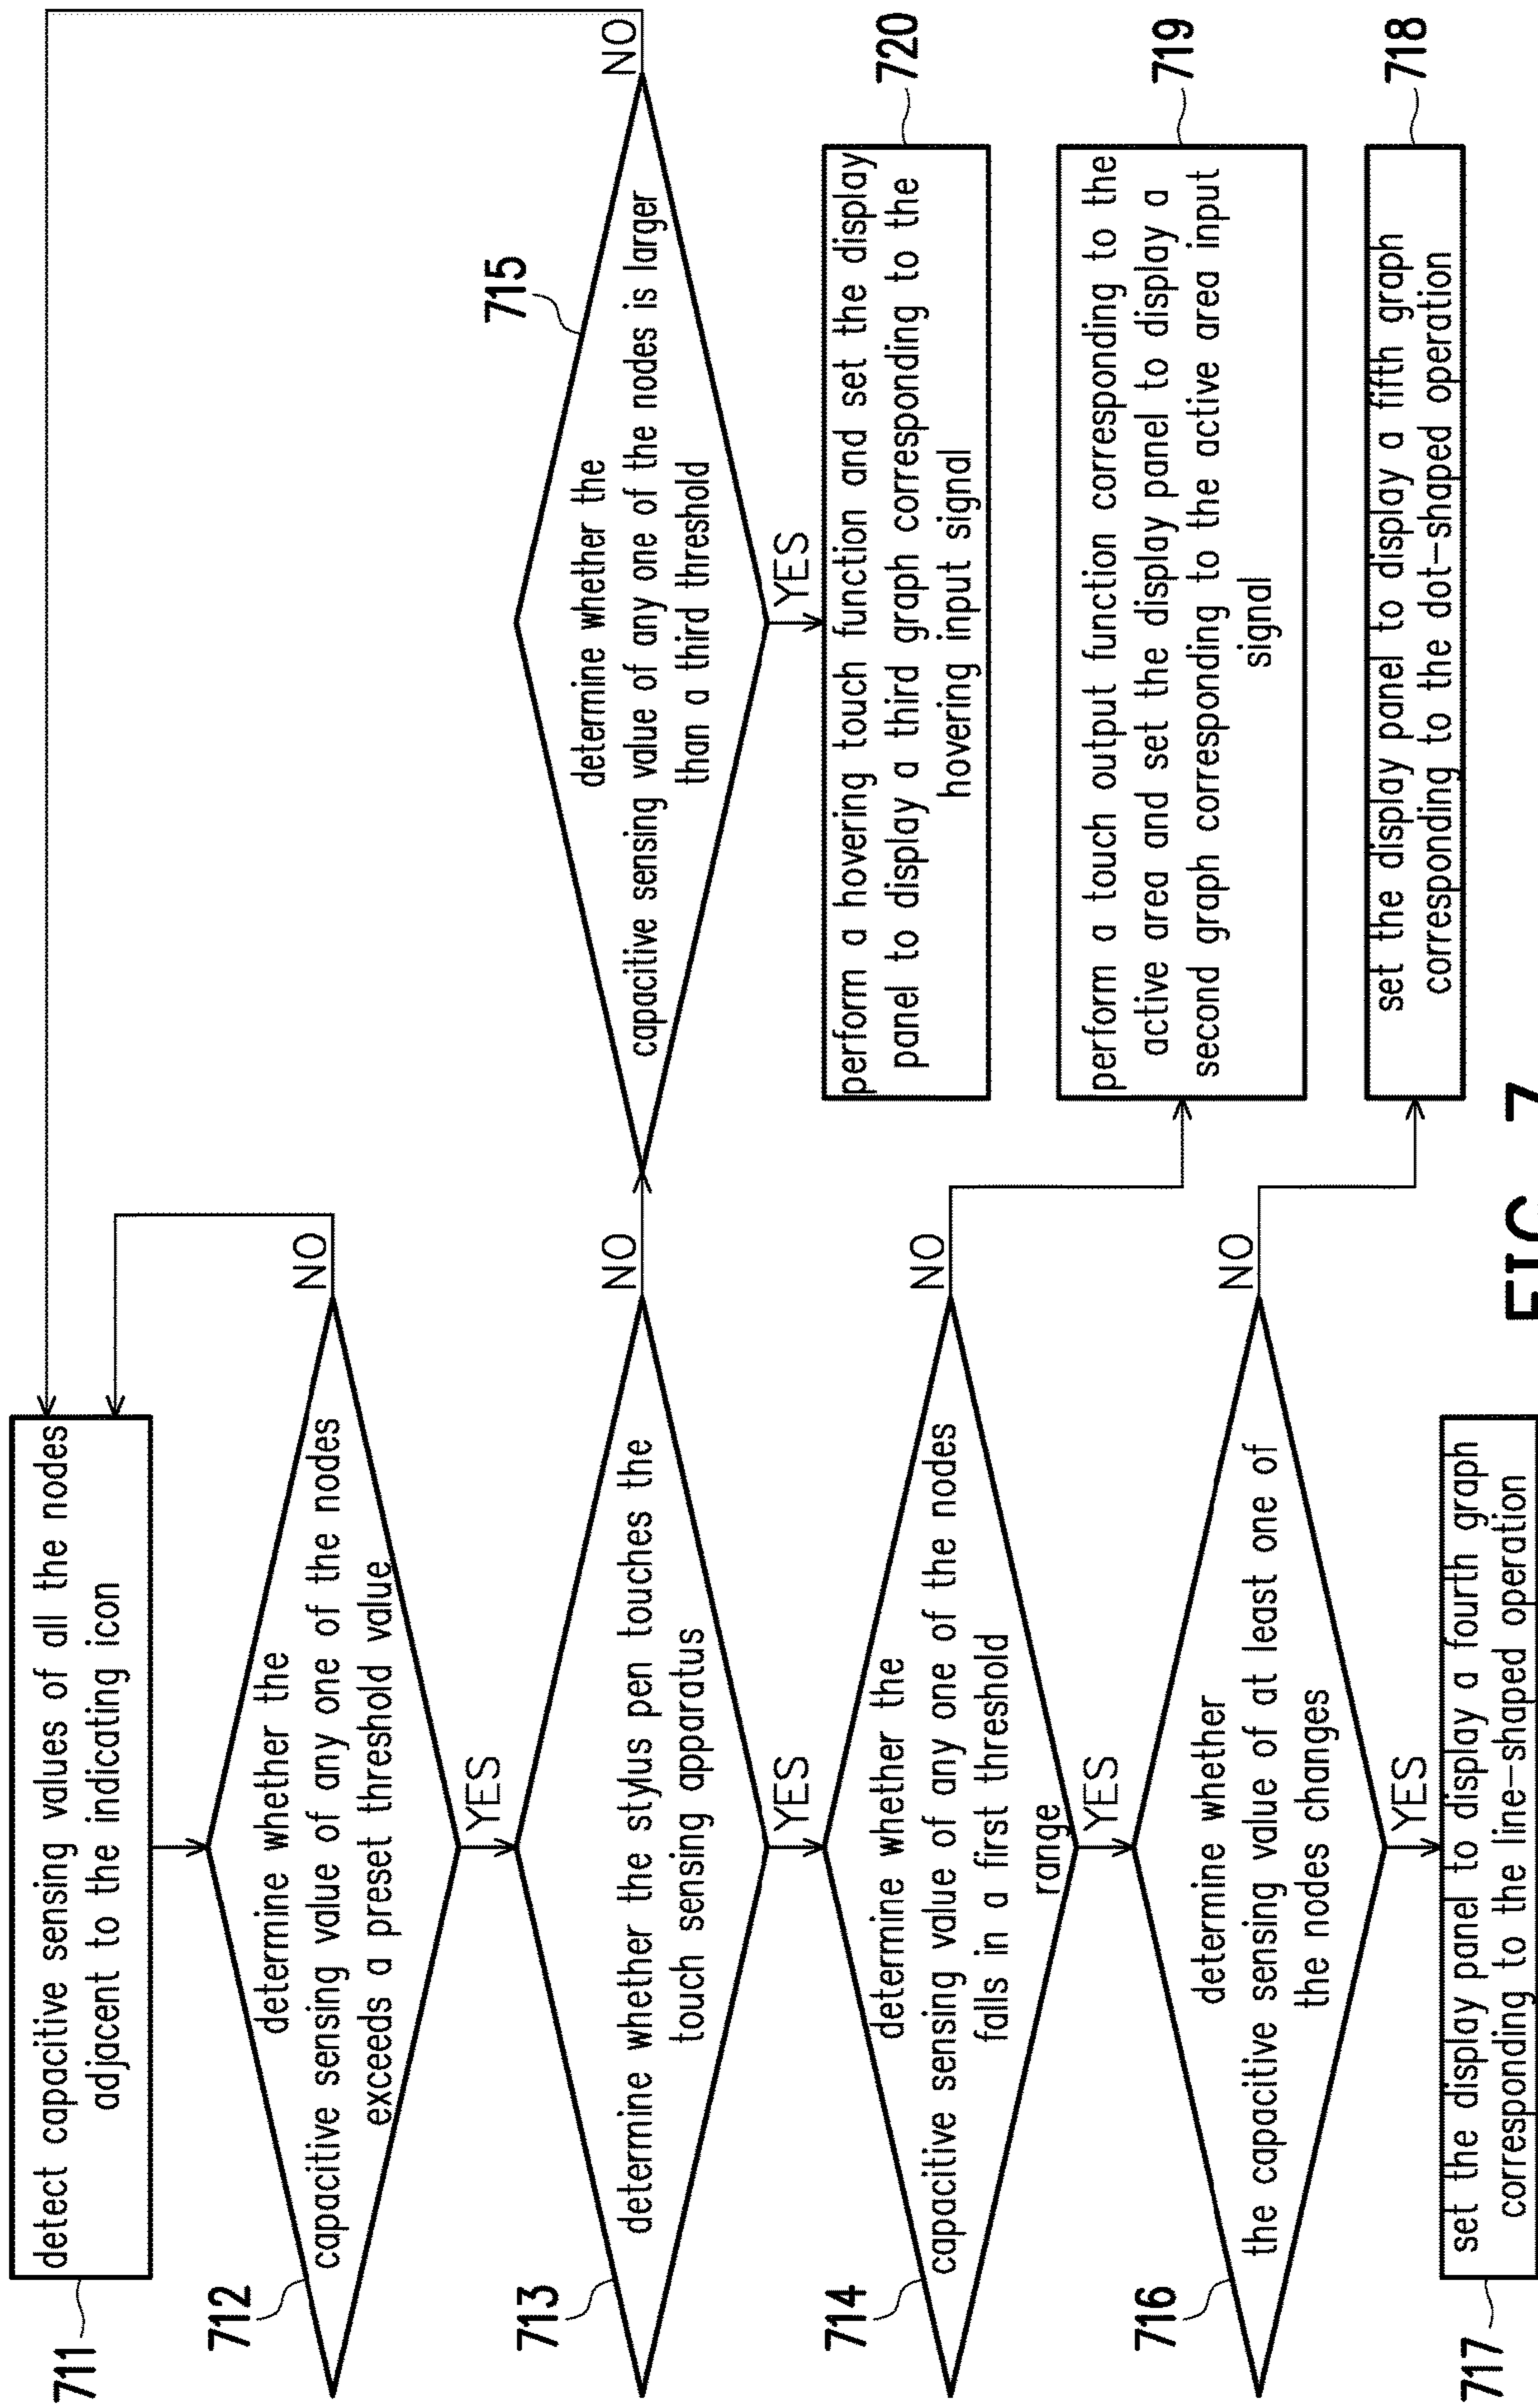 711
detect capacitive sensing values of all the nodes
adjacent to the indicating icon
712
determine whether the
capacitive sensing value of any one of the nodes
exceeds a preset threshold value
NO
YES
713
determine whether the stylus pen touches the
touch sensing apparatus
NO
YES
715
determine whether the
capacitive sensing value of any one of the nodes is larger
than a third threshold
NO
YES
714
determine whether the
capacitive sensing value of any one of the nodes
falls in a first threshold
range
NO
YES
720
perform a hovering touch function and set the display
panel to display a third graph corresponding to the
hovering input signal
716
determine whether
the capacitive sensing value of at least one of
the nodes changes
NO
YES
719
perform a touch output function corresponding to the
active area and set the display panel to display a
second graph corresponding to the active area input
signal
717
set the display panel to display a fourth graph
corresponding to the line-shaped operation
718
set the display panel to display a fifth graph
corresponding to the dot-shaped operation
FIG. 7